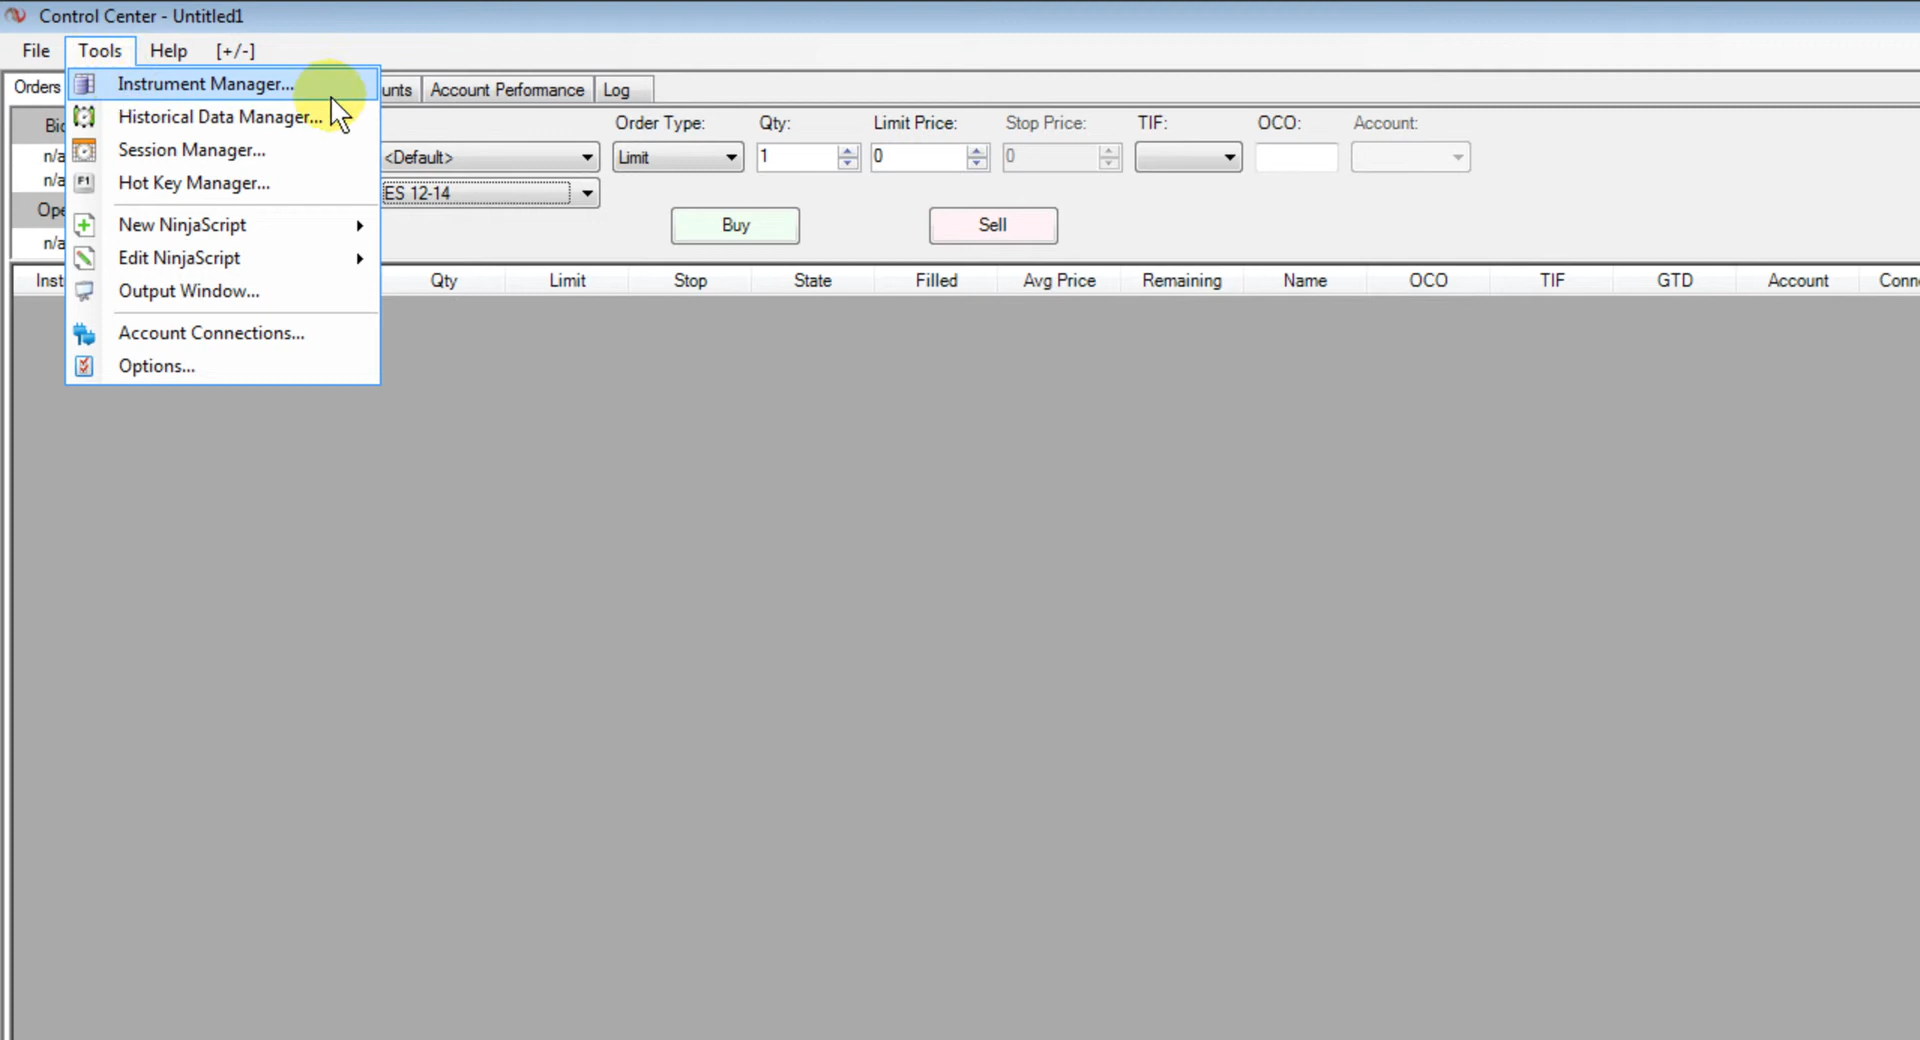 Control Center - Untitled1
File Tools Help [+/-]
Orders Account Performance Log
Instrument Manager...
Historical Data Manager...
Session Manager...
F1 Hot Key Manager...
New NinjaScript
Edit NinjaScript
Output Window...
Account Connections...
Options...
n/a
n/a
n/a
Order Type: Qty: Limit Price: Stop Price: TIF: OCO: Account:
<Default> Limit 1 0 0
ES 12-14
Buy Sell
Qty Limit Stop State Filled Avg Price Remaining Name OCO TIF GTD Account